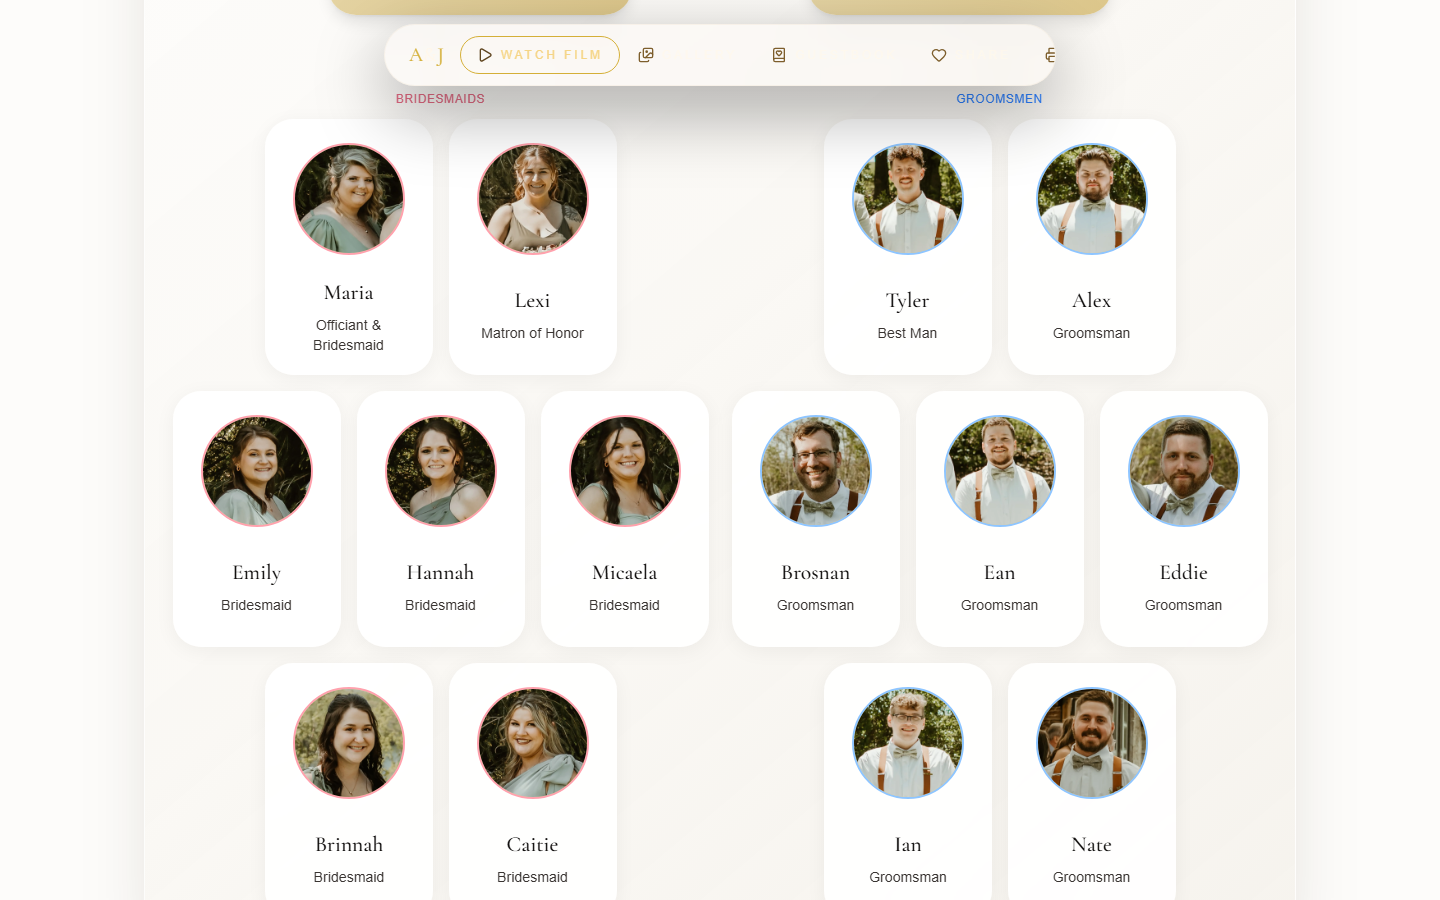 A J
WATCH FILM
BRIDESMAIDS
GROOMSMEN
Maria
Officiant &
Bridesmaid
Lexi
Matron of Honor
Tyler
Best Man
Alex
Groomsman
Emily
Bridesmaid
Hannah
Bridesmaid
Micaela
Bridesmaid
Brosnan
Groomsman
Ean
Groomsman
Eddie
Groomsman
Brinnah
Bridesmaid
Caitie
Bridesmaid
Ian
Groomsman
Nate
Groomsman